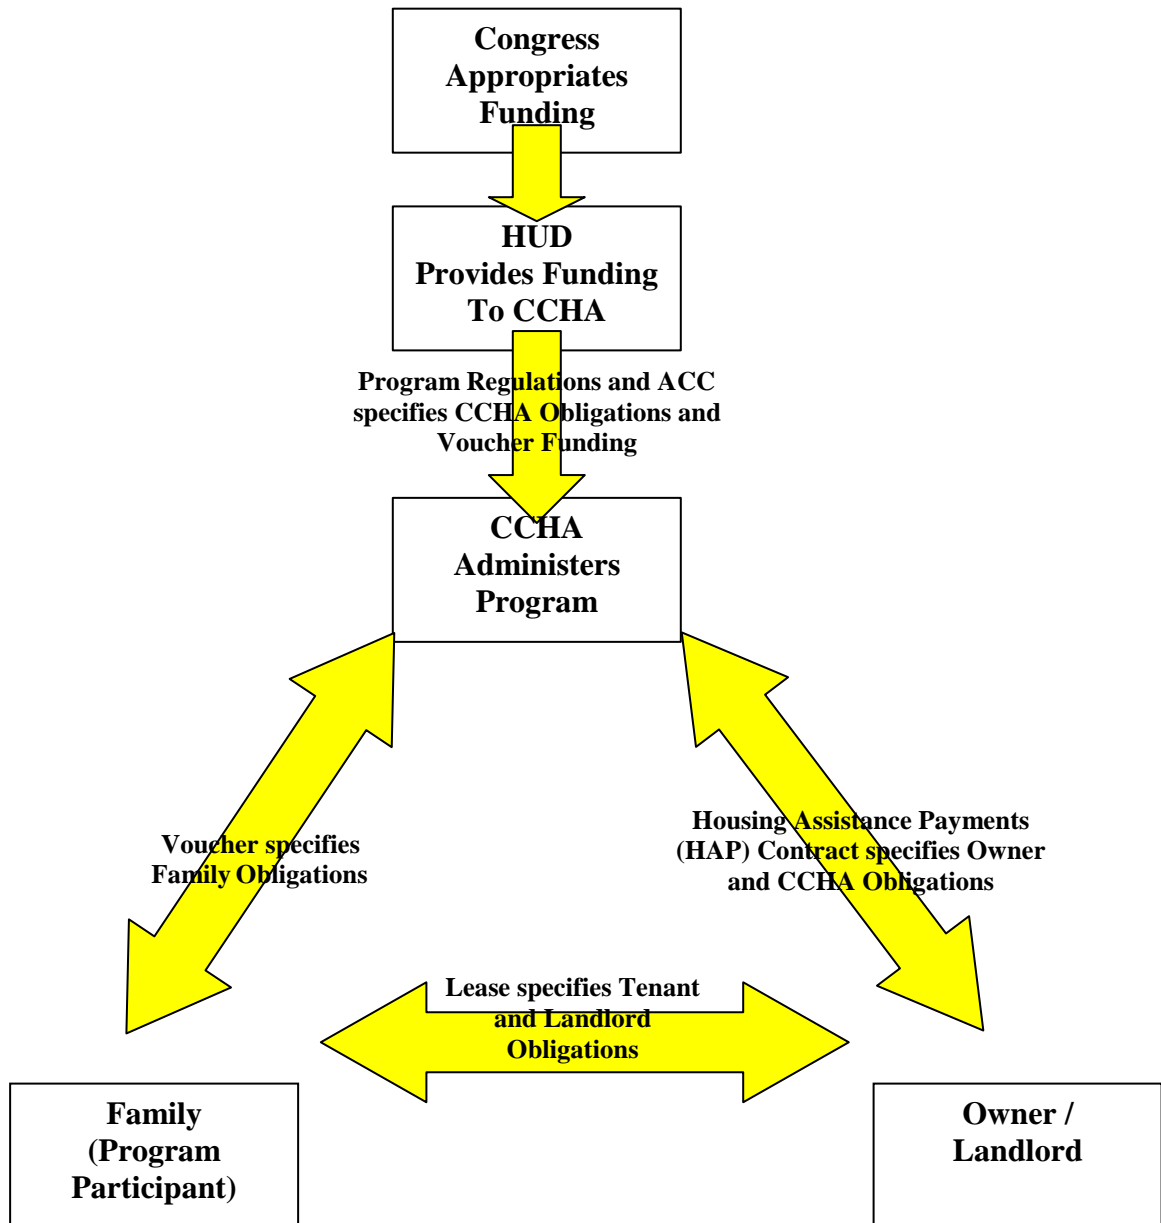 Congress
Appropriates
Funding
HUD
Provides Funding
To CCHA
Program Regulations and ACC
specifies CCHA Obligations and
Voucher Funding
CCHA
Administers
Program
Voucher specifies
Family Obligations
Housing Assistance Payments
(HAP) Contract specifies Owner
and CCHA Obligations
Lease specifies Tenant
and Landlord
Obligations
Family
(Program
Participant)
Owner /
Landlord